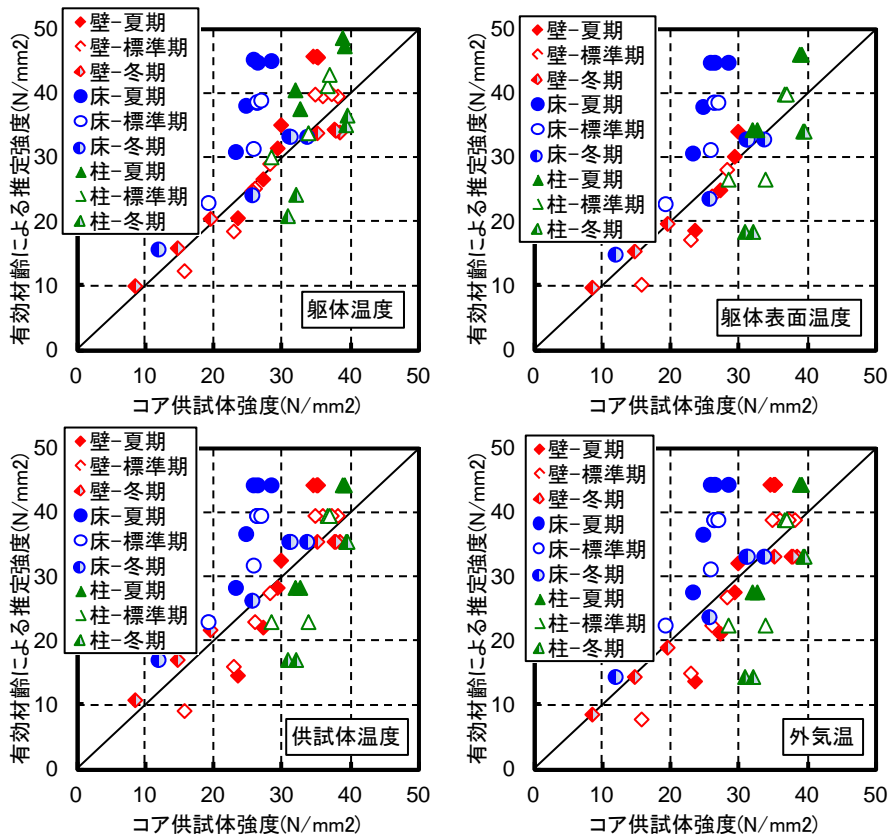 50
40
30
20
10
0
有効材齢による推定強度(N/mm2)
壁-夏期
壁-標準期
壁-冬期
床-夏期
床-標準期
床-冬期
柱-夏期
柱-標準期
柱-冬期
躯体温度
0 10 20 30 40 50
コア供試体強度(N/mm2)
50
40
30
20
10
0
有効材齢による推定強度(N/mm2)
壁-夏期
壁-標準期
壁-冬期
床-夏期
床-標準期
床-冬期
柱-夏期
柱-標準期
柱-冬期
躯体表面温度
0 10 20 30 40 50
コア供試体強度(N/mm2)
50
40
30
20
10
0
有効材齢による推定強度(N/mm2)
壁-夏期
壁-標準期
壁-冬期
床-夏期
床-標準期
床-冬期
柱-夏期
柱-標準期
柱-冬期
供試体温度
0 10 20 30 40 50
コア供試体強度(N/mm2)
50
40
30
20
10
0
有効材齢による推定強度(N/mm2)
壁-夏期
壁-標準期
壁-冬期
床-夏期
床-標準期
床-冬期
柱-夏期
柱-標準期
柱-冬期
外気温
0 10 20 30 40 50
コア供試体強度(N/mm2)